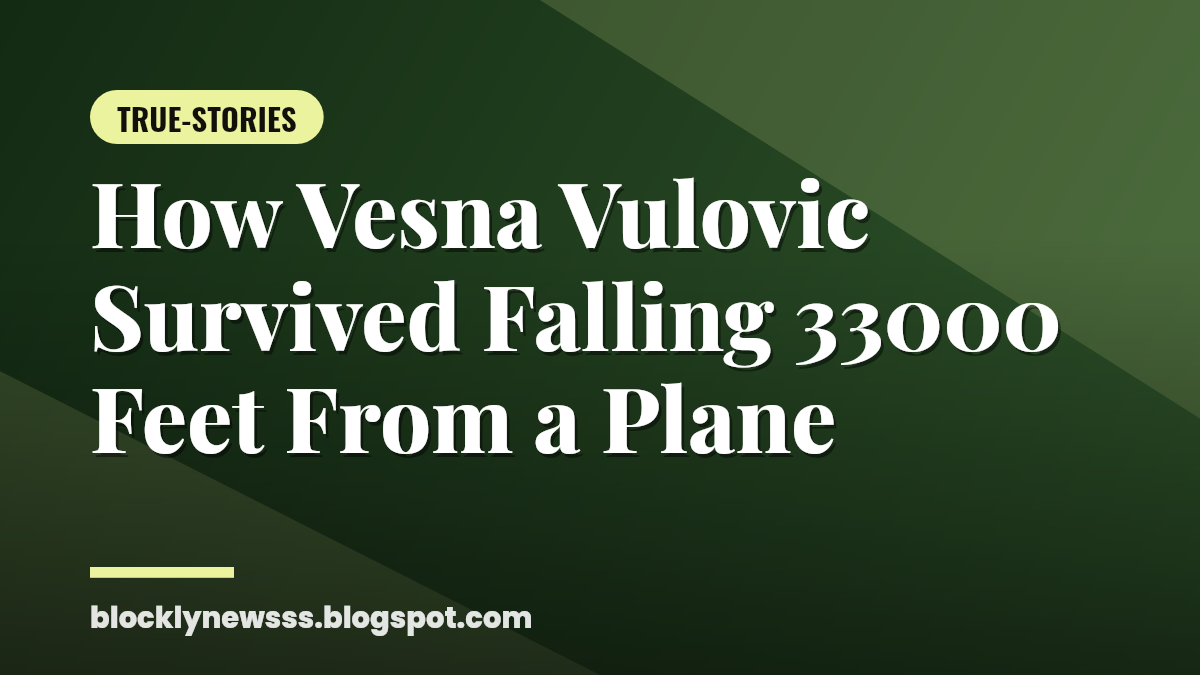 TRUE-STORIES
How Vesna Vulovic
Survived Falling 33000
Feet From a Plane
blocklynewsss.blogspot.com